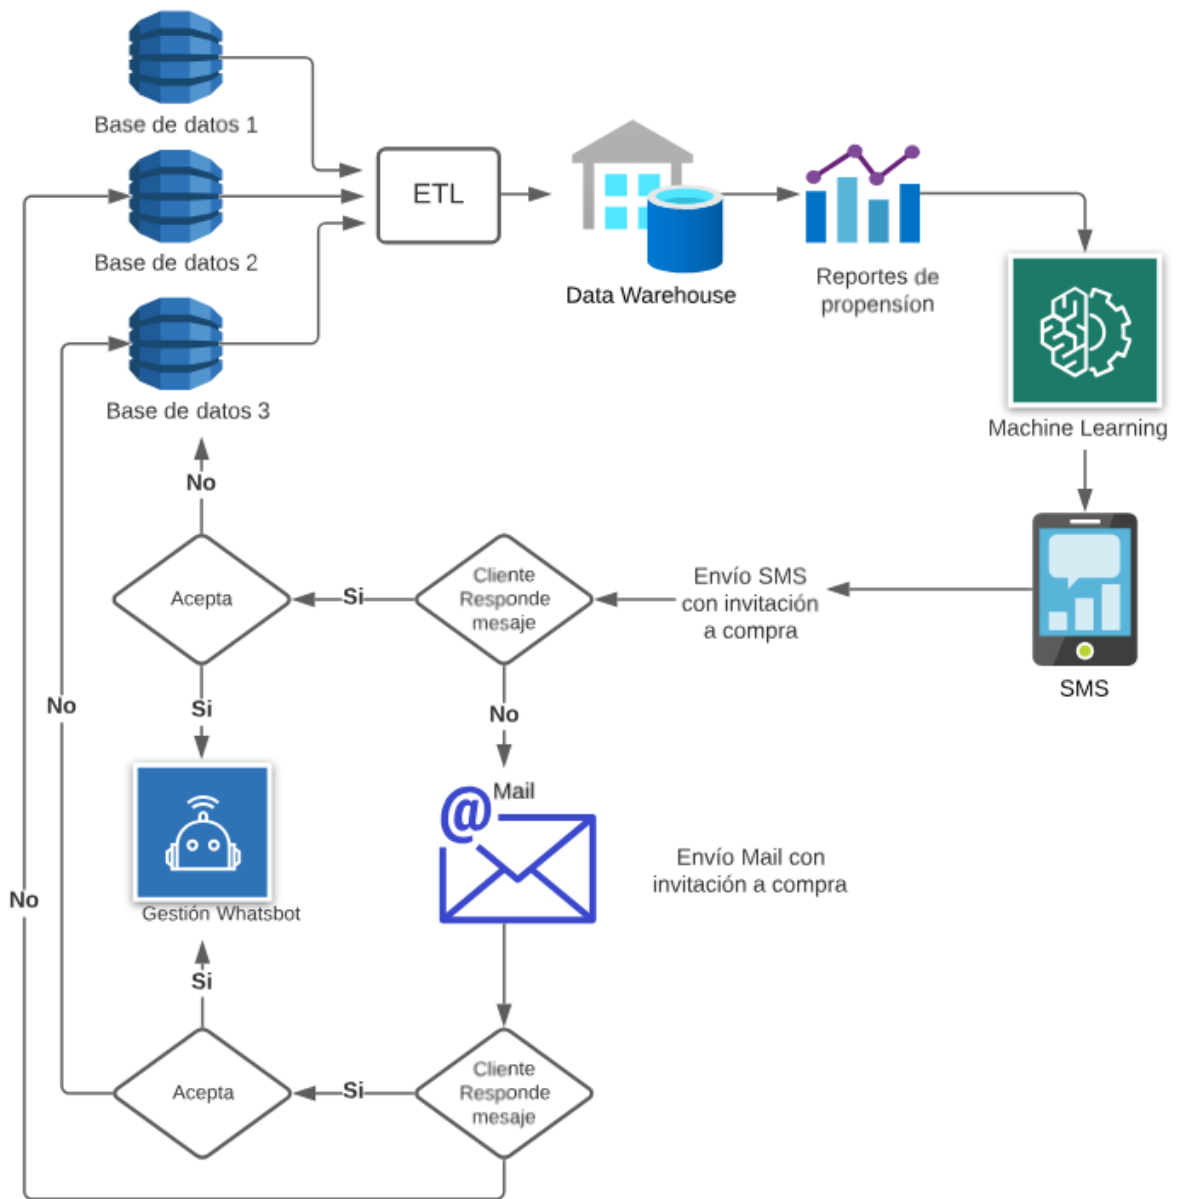 Base de datos 1
ETL
Base de datos 2
Data Warehouse
Reportes de
propensíon
Base de datos 3
Machine Learning
No
Acepta
Si
Cliente
Responde
mesaje
Envío SMS
con invitación
a compra
SMS
No
Si
No
Mail
@
Envío Mail con
invitación a compra
No
Gestión Whatsbot
Si
Acepta
Si
Cliente
Responde
mesaje